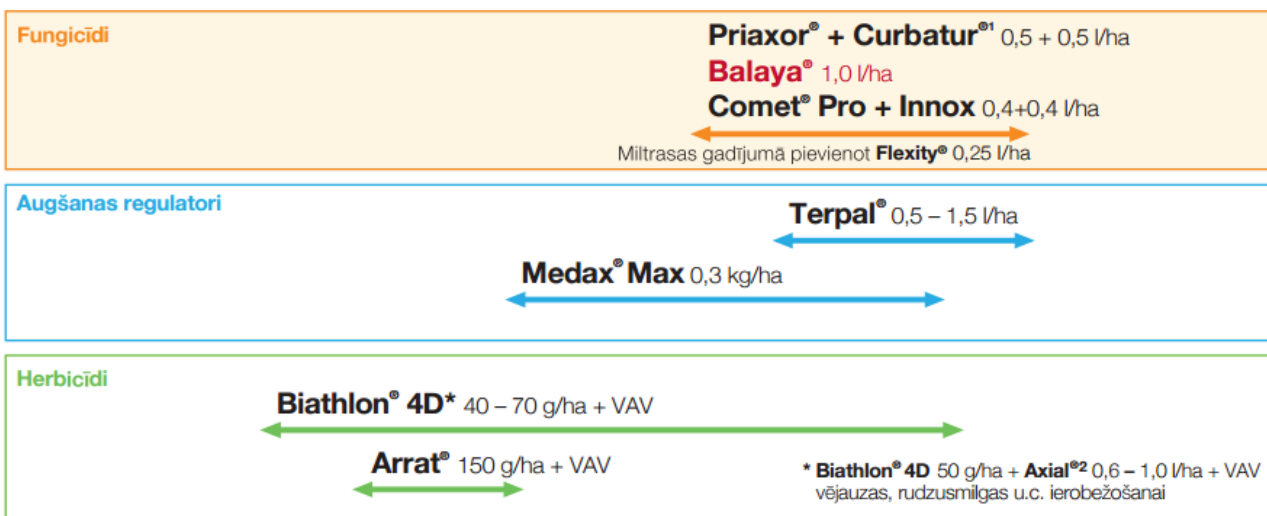 Fungicīdi
Priaxor® + Curbatur®¹ 0,5 + 0,5 l/ha
Balaya® 1,0 l/ha
Comet® Pro + Innox 0,4+0,4 l/ha
Miltrasas gadījumā pievienot Flexity® 0,25 l/ha
Augšanas regulatori
Terpal® 0,5 – 1,5 l/ha
Medax® Max 0,3 kg/ha
Herbicīdi
Biathlon® 4D* 40 – 70 g/ha + VAV
Arrat® 150 g/ha + VAV
* Biathlon® 4D 50 g/ha + Axial®² 0,6 – 1,0 l/ha + VAV
vējauzas, rudzusmilgas u.c. ierobežošanai